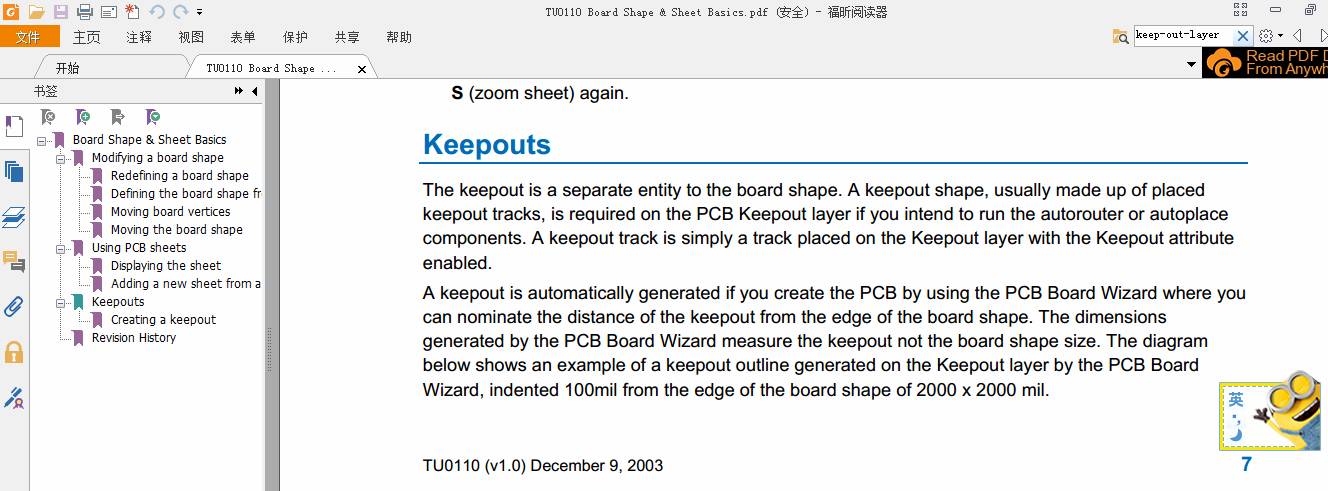 TU0110 Board Shape & Sheet Basics.pdf (安全) - 福昕阅读器
文件 主页 注释 视图 表单 保护 共享 帮助
keep-out-layer
开始
TU0110 Board Shape ...
Read PDF D
From Anywh
书签
Board Shape & Sheet Basics
Modifying a board shape
Redefining a board shape
Defining the board shape fr
Moving board vertices
Moving the board shape
Using PCB sheets
Displaying the sheet
Adding a new sheet from a
Keepouts
Creating a keepout
Revision History
S (zoom sheet) again.
Keepouts
The keepout is a separate entity to the board shape. A keepout shape, usually made up of placed
keepout tracks, is required on the PCB Keepout layer if you intend to run the autorouter or autoplace
components. A keepout track is simply a track placed on the Keepout layer with the Keepout attribute
enabled.
A keepout is automatically generated if you create the PCB by using the PCB Board Wizard where you
can nominate the distance of the keepout from the edge of the board shape. The dimensions
generated by the PCB Board Wizard measure the keepout not the board shape size. The diagram
below shows an example of a keepout outline generated on the Keepout layer by the PCB Board
Wizard, indented 100mil from the edge of the board shape of 2000 x 2000 mil.
英
TU0110 (v1.0) December 9, 2003
7